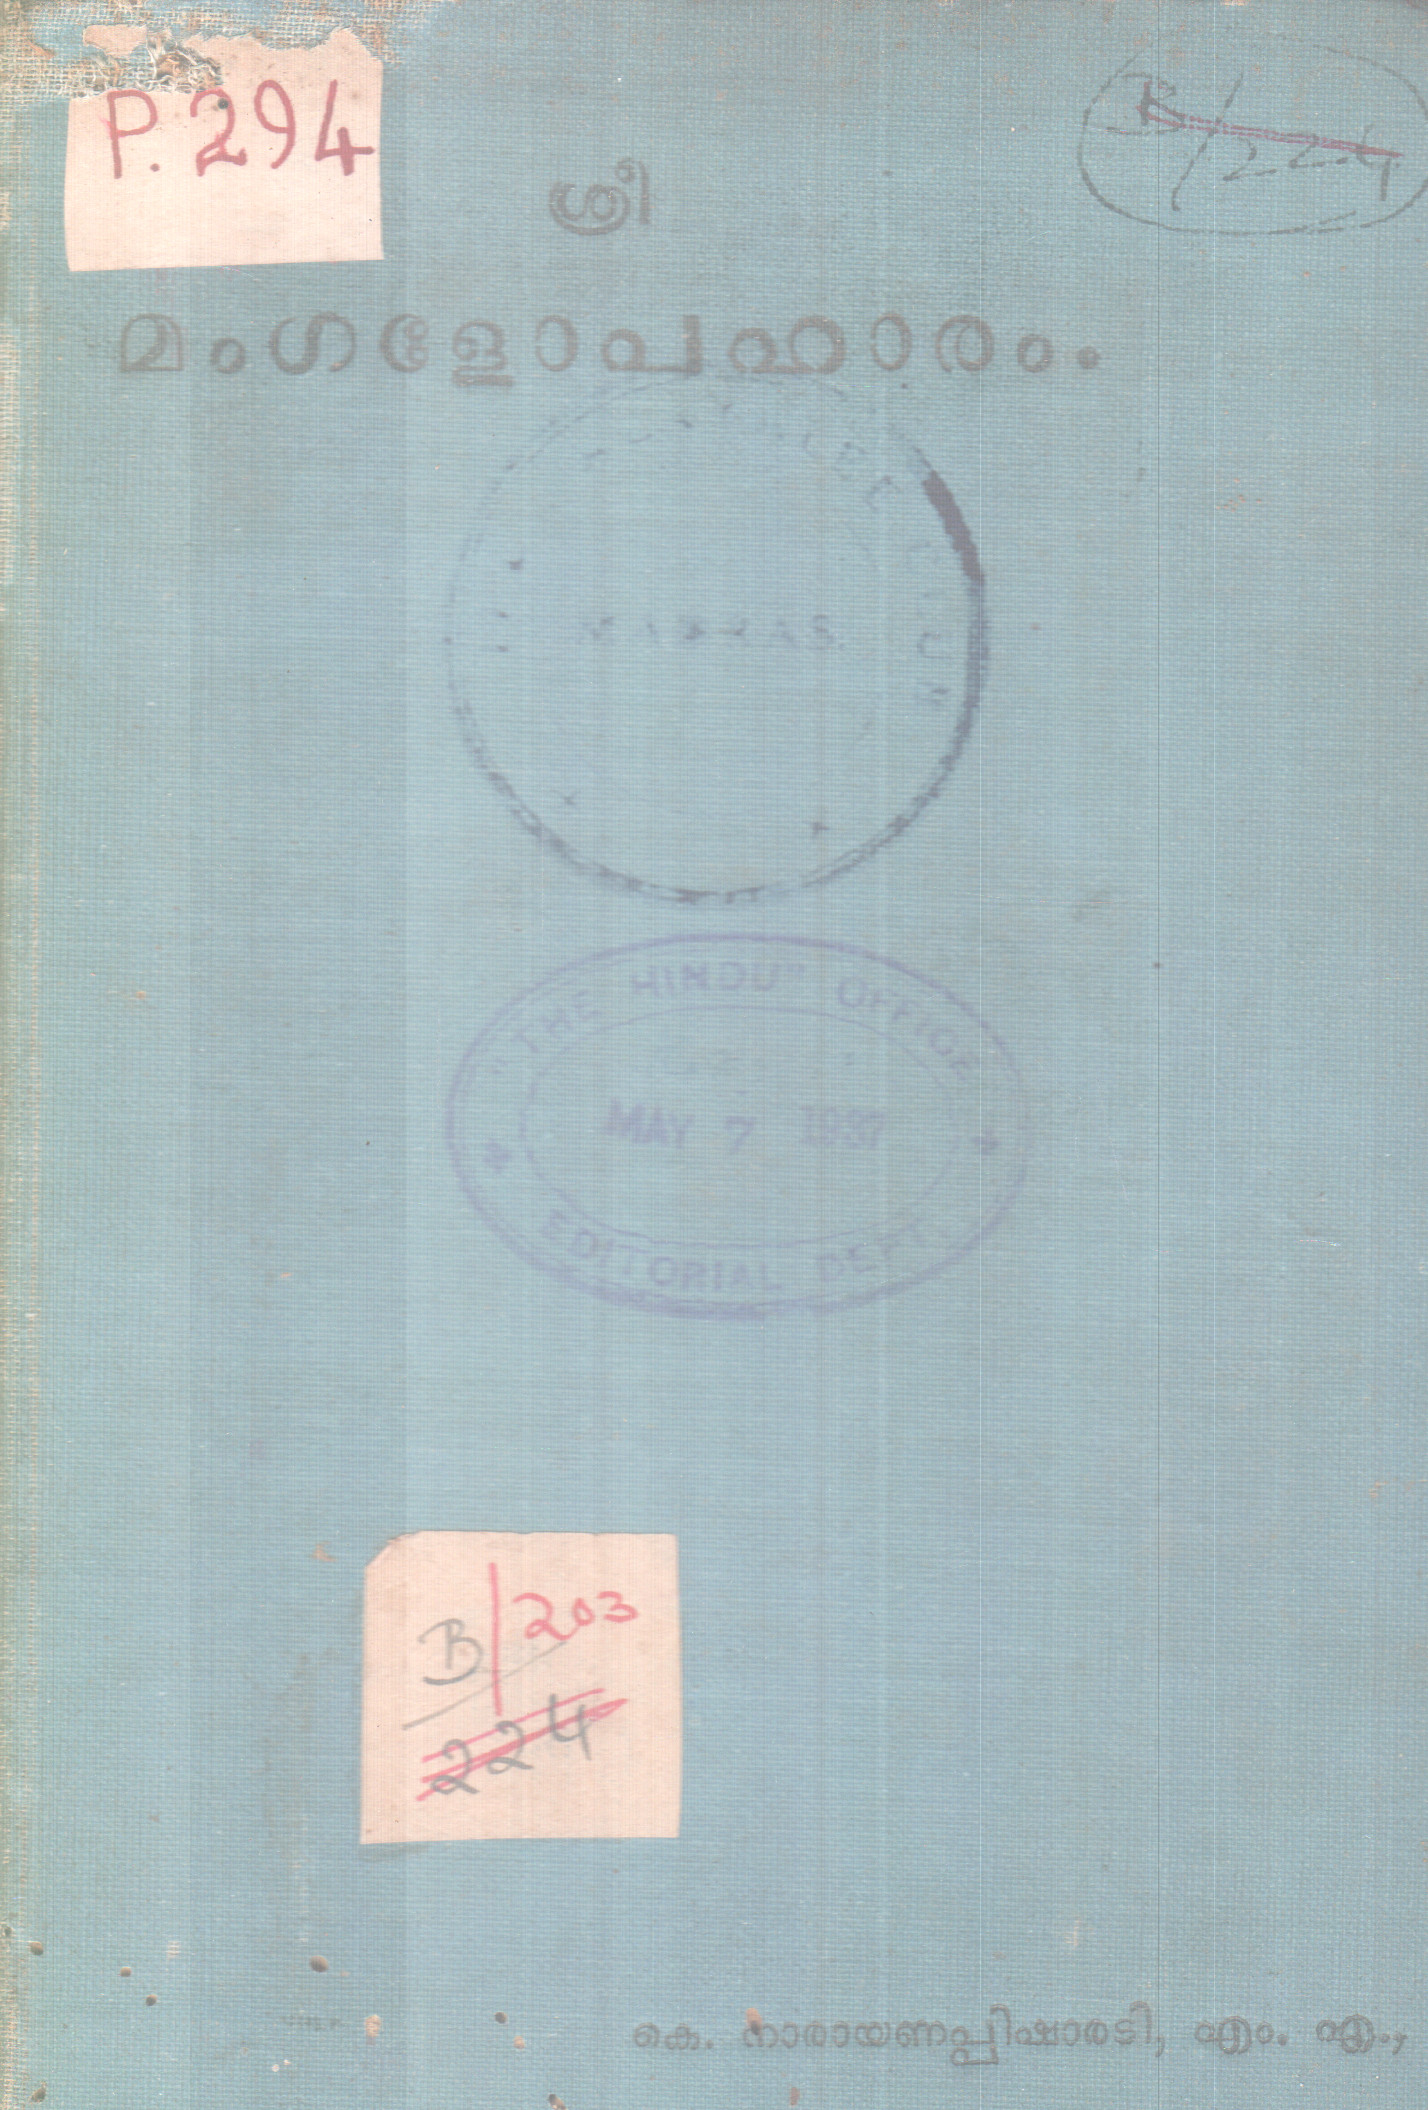 P. 294
B/224
ശ്രീ
മംഗളോപഹാരം.
MADRAS.
"THE HINDU" OFFICE
MAY 7 1937
EDITORIAL DEPT.
B/203
224
കെ. നാരായണപ്പിഷാരടി, എം. എ.,